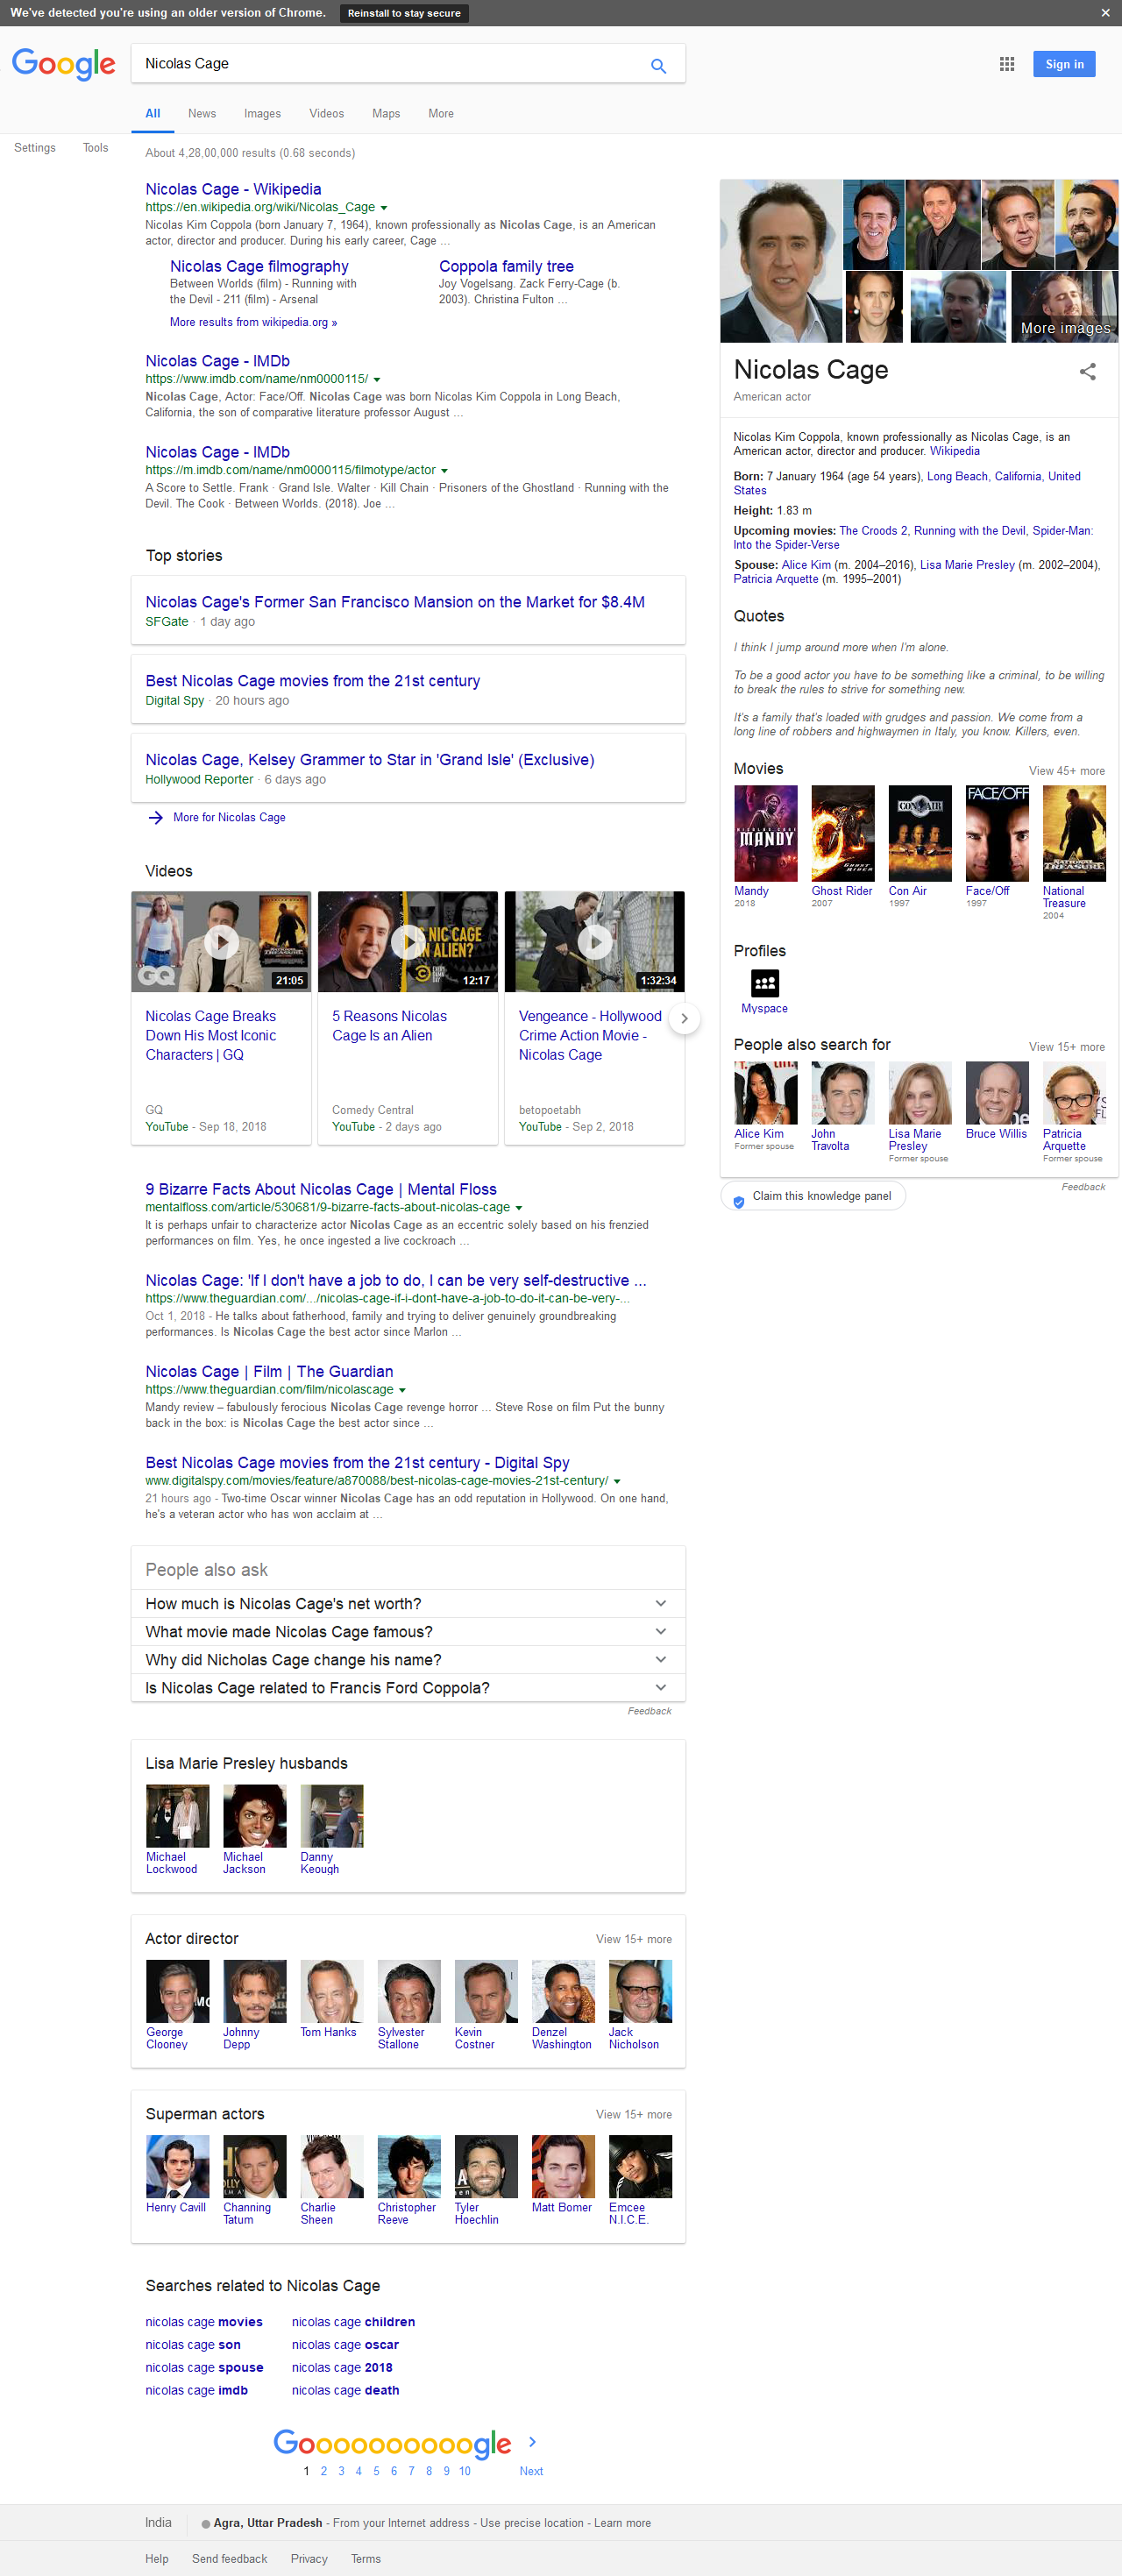 We've detected you're using an older version of Chrome. Reinstall to stay secure
Google
Nicolas Cage
Sign in
All News Images Videos Maps More
Settings Tools
About 4,28,00,000 results (0.68 seconds)
Nicolas Cage - Wikipedia
https://en.wikipedia.org/wiki/Nicolas_Cage
Nicolas Kim Coppola (born January 7, 1964), known professionally as Nicolas Cage, is an American
actor, director and producer. During his early career, Cage ...
Nicolas Cage filmography
Between Worlds (film) - Running with
the Devil - 211 (film) - Arsenal
Coppola family tree
Joy Vogelsang. Zack Ferry-Cage (b.
2003). Christina Fulton ...
More results from wikipedia.org »
Nicolas Cage - IMDb
https://www.imdb.com/name/nm0000115/
Nicolas Cage, Actor: Face/Off. Nicolas Cage was born Nicolas Kim Coppola in Long Beach,
California, the son of comparative literature professor August ...
Nicolas Cage - IMDb
https://m.imdb.com/name/nm0000115/filmotype/actor
A Score to Settle. Frank · Grand Isle. Walter · Kill Chain · Prisoners of the Ghostland · Running with the
Devil. The Cook · Between Worlds. (2018). Joe ...
Top stories
Nicolas Cage's Former San Francisco Mansion on the Market for $8.4M
SFGate · 1 day ago
Best Nicolas Cage movies from the 21st century
Digital Spy · 20 hours ago
Nicolas Cage, Kelsey Grammer to Star in 'Grand Isle' (Exclusive)
Hollywood Reporter · 6 days ago
More for Nicolas Cage
Videos
GQ
21:05
NIC CAGE
ALIEN?
12:17
1:32:34
Nicolas Cage Breaks
Down His Most Iconic
Characters | GQ
GQ
YouTube - Sep 18, 2018
5 Reasons Nicolas
Cage Is an Alien
Comedy Central
YouTube - 2 days ago
Vengeance - Hollywood
Crime Action Movie -
Nicolas Cage
betopoetabh
YouTube - Sep 2, 2018
9 Bizarre Facts About Nicolas Cage | Mental Floss
mentalfloss.com/article/530681/9-bizarre-facts-about-nicolas-cage
It is perhaps unfair to characterize actor Nicolas Cage as an eccentric solely based on his frenzied
performances on film. Yes, he once ingested a live cockroach ...
Nicolas Cage: 'If I don't have a job to do, I can be very self-destructive ...
https://www.theguardian.com/.../nicolas-cage-if-i-dont-have-a-job-to-do-it-can-be-very-...
Oct 1, 2018 - He talks about fatherhood, family and trying to deliver genuinely groundbreaking
performances. Is Nicolas Cage the best actor since Marlon ...
Nicolas Cage | Film | The Guardian
https://www.theguardian.com/film/nicolascage
Mandy review – fabulously ferocious Nicolas Cage revenge horror ... Steve Rose on film Put the bunny
back in the box: is Nicolas Cage the best actor since ...
Best Nicolas Cage movies from the 21st century - Digital Spy
www.digitalspy.com/movies/feature/a870088/best-nicolas-cage-movies-21st-century/
21 hours ago - Two-time Oscar winner Nicolas Cage has an odd reputation in Hollywood. On one hand,
he's a veteran actor who has won acclaim at ...
People also ask
How much is Nicolas Cage's net worth?
What movie made Nicolas Cage famous?
Why did Nicholas Cage change his name?
Is Nicolas Cage related to Francis Ford Coppola?
Feedback
Lisa Marie Presley husbands
Michael
Lockwood
Michael
Jackson
Danny
Keough
Actor director
View 15+ more
George
Clooney
Johnny
Depp
Tom Hanks
Sylvester
Stallone
Kevin
Costner
Denzel
Washington
Jack
Nicholson
Superman actors
View 15+ more
Henry Cavill
Channing
Tatum
Charlie
Sheen
Christopher
Reeve
Tyler
Hoechlin
Matt Bomer
Emcee
N.I.C.E.
Searches related to Nicolas Cage
nicolas cage movies
nicolas cage children
nicolas cage son
nicolas cage oscar
nicolas cage spouse
nicolas cage 2018
nicolas cage imdb
nicolas cage death
Goooooooooogle
1 2 3 4 5 6 7 8 9 10 Next
More images
Nicolas Cage
American actor
Nicolas Kim Coppola, known professionally as Nicolas Cage, is an
American actor, director and producer. Wikipedia
Born: 7 January 1964 (age 54 years), Long Beach, California, United
States
Height: 1.83 m
Upcoming movies: The Croods 2, Running with the Devil, Spider-Man:
Into the Spider-Verse
Spouse: Alice Kim (m. 2004–2016), Lisa Marie Presley (m. 2002–2004),
Patricia Arquette (m. 1995–2001)
Quotes
I think I jump around more when I'm alone.
To be a good actor you have to be something like a criminal, to be willing
to break the rules to strive for something new.
It's a family that's loaded with grudges and passion. We come from a
long line of robbers and highwaymen in Italy, you know. Killers, even.
Movies
View 45+ more
MANDY
GHOST RIDER
CON AIR
FACE/OFF
NATIONAL TREASURE
Mandy
2018
Ghost Rider
2007
Con Air
1997
Face/Off
1997
National
Treasure
2004
Profiles
Myspace
People also search for
View 15+ more
Alice Kim
Former spouse
John
Travolta
Lisa Marie
Presley
Former spouse
Bruce Willis
Patricia
Arquette
Former spouse
Feedback
Claim this knowledge panel
India
Agra, Uttar Pradesh - From your Internet address - Use precise location - Learn more
Help Send feedback Privacy Terms